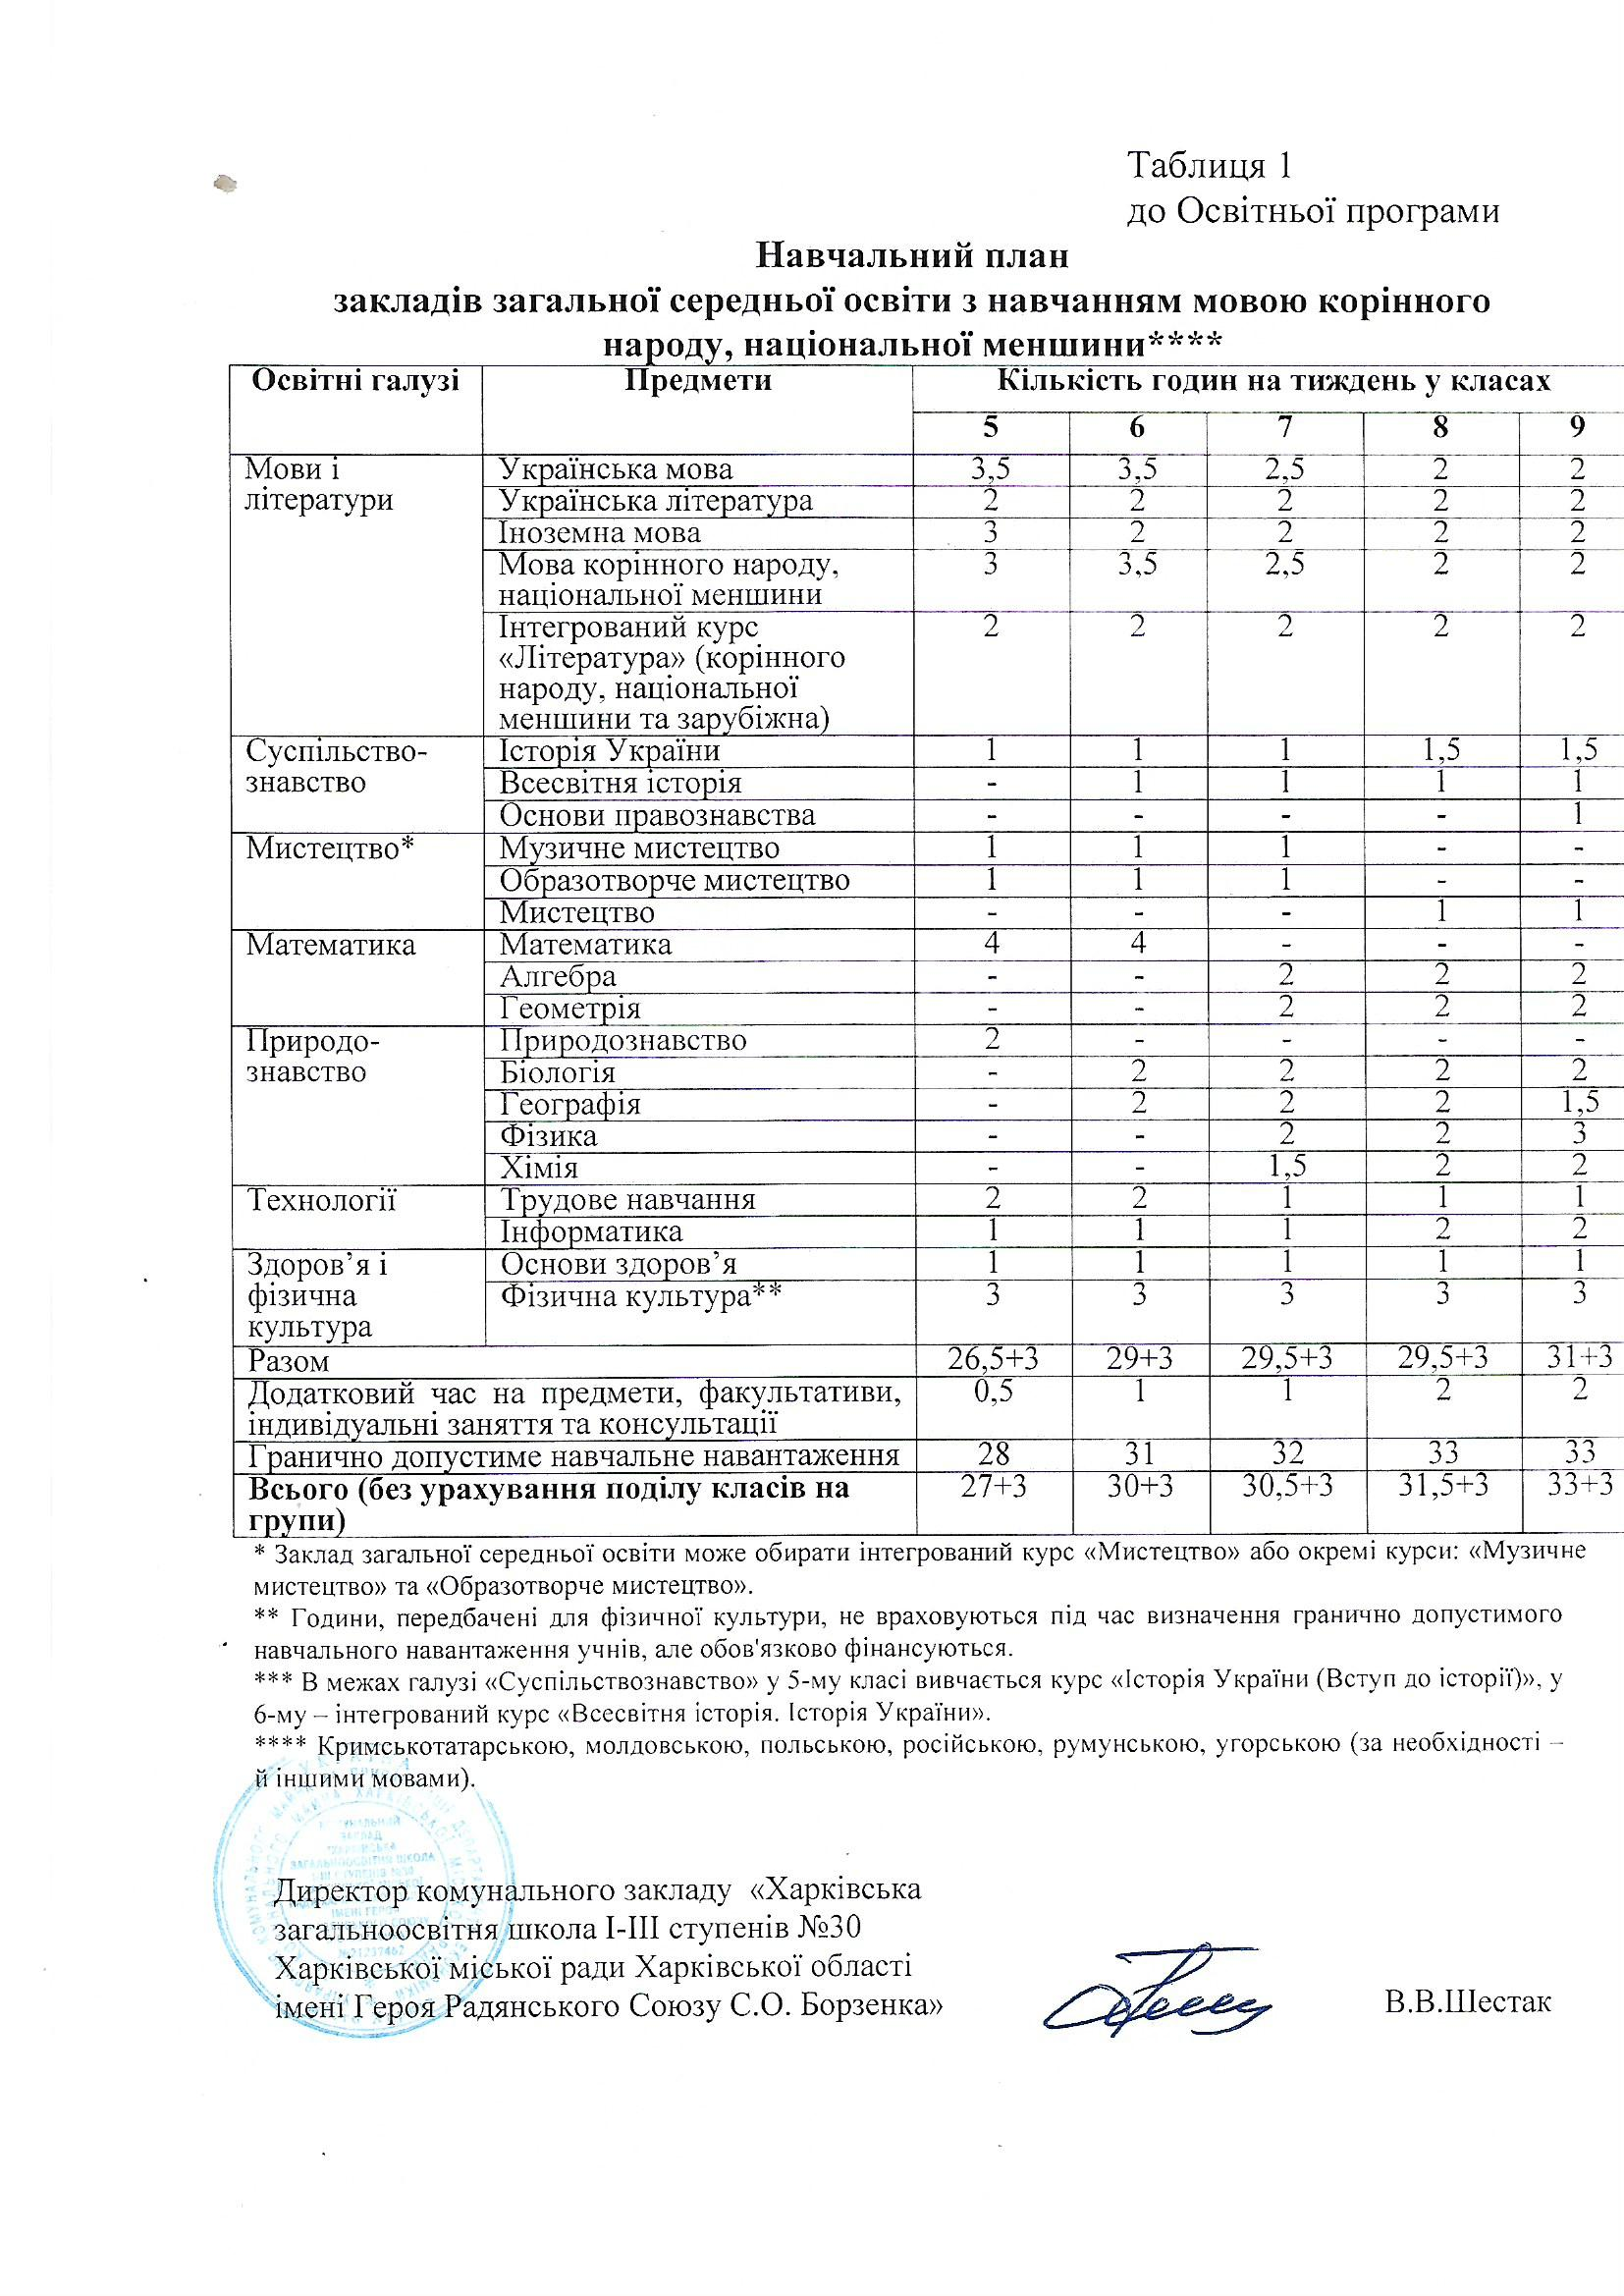 Таблиця 1
до Освітньої програми
Навчальний план
закладів загальної середньої освіти з навчанням мовою корінного
народу, національної меншини****
Освітні галузі Предмети Кількість годин на тиждень у класах
5 6 7 8 9
Мови і літератури Українська мова 3,5 3,5 2,5 2 2
Українська література 2 2 2 2 2
Іноземна мова 3 2 2 2 2
Мова корінного народу, 3 3,5 2,5 2 2
національної меншини
Інтегрований курс 2 2 2 2 2
«Література» (корінного
народу, національної
меншини та зарубіжна)
Суспільство- Історія України 1 1 1 1,5 1,5
знавство Всесвітня історія - 1 1 1 1
Основи правознавства - - - - 1
Мистецтво* Музичне мистецтво 1 1 1 - -
Образотворче мистецтво 1 1 1 - -
Мистецтво - - - 1 1
Математика Математика 4 4 - - -
Алгебра - - 2 2 2
Геометрія - - 2 2 2
Природо- Природознавство 2 - - - -
знавство Біологія - 2 2 2 2
Географія - 2 2 2 1,5
Фізика - - 2 2 3
Хімія - - 1,5 2 2
Технології Трудове навчання 2 2 1 1 1
Інформатика 1 1 1 2 2
Здоров’я і Основи здоров’я 1 1 1 1 1
фізична Фізична культура** 3 3 3 3 3
культура
Разом 26,5+3 29+3 29,5+3 29,5+3 31+3
Додатковий час на предмети, факультативи, 0,5 1 1 2 2
індивідуальні заняття та консультації
Гранично допустиме навчальне навантаження 28 31 32 33 33
Всього (без урахування поділу класів на 27+3 30+3 30,5+3 31,5+3 33+3
групи)
* Заклад загальної середньої освіти може обирати інтегрований курс «Мистецтво» або окремі курси: «Музичне
мистецтво» та «Образотворче мистецтво».
** Години, передбачені для фізичної культури, не враховуються під час визначення гранично допустимого
навчального навантаження учнів, але обов'язково фінансуються.
*** В межах галузі «Суспільствознавство» у 5-му класі вивчається курс «Історія України (Вступ до історії)», у
6-му – інтегрований курс «Всесвітня історія. Історія України».
**** Кримськотатарською, молдовською, польською, російською, румунською, угорською (за необхідності –
й іншими мовами).
Директор комунального закладу «Харківська
загальноосвітня школа І-ІІІ ступенів №30
Харківської міської ради Харківської області
імені Героя Радянського Союзу С.О. Борзенка»
В.В.Шестак